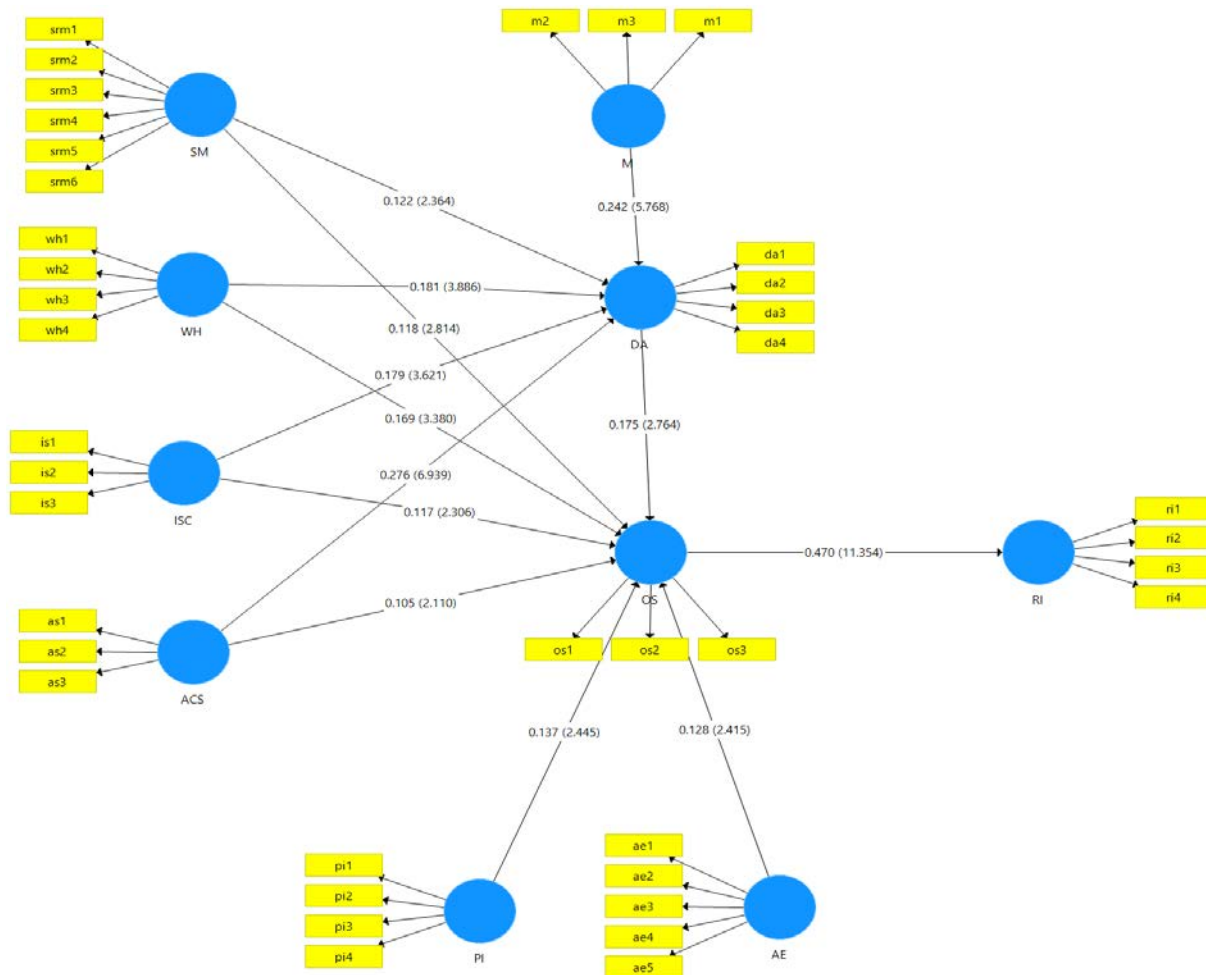 m2
m3
m1
srm1
srm2
srm3
srm4
srm5
srm6
SM
M
0.122 (2.364)
0.242 (5.768)
wh1
wh2
wh3
wh4
WH
0.181 (3.886)
da1
da2
da3
da4
DA
0.118 (2.814)
0.179 (3.621)
0.169 (3.380)
0.175 (2.764)
is1
is2
is3
ISC
0.276 (6.939)
0.117 (2.306)
OS
0.470 (11.354)
ri1
ri2
ri3
ri4
RI
as1
as2
as3
ACS
0.105 (2.110)
os1
os2
os3
0.137 (2.445)
0.128 (2.415)
pi1
pi2
pi3
pi4
PI
ae1
ae2
ae3
ae4
ae5
AE